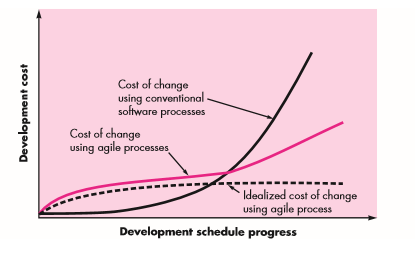 Development cost
Cost of change
using conventional
software processes
Cost of change
using agile processes
Idealized cost of change
using agile process
Development schedule progress